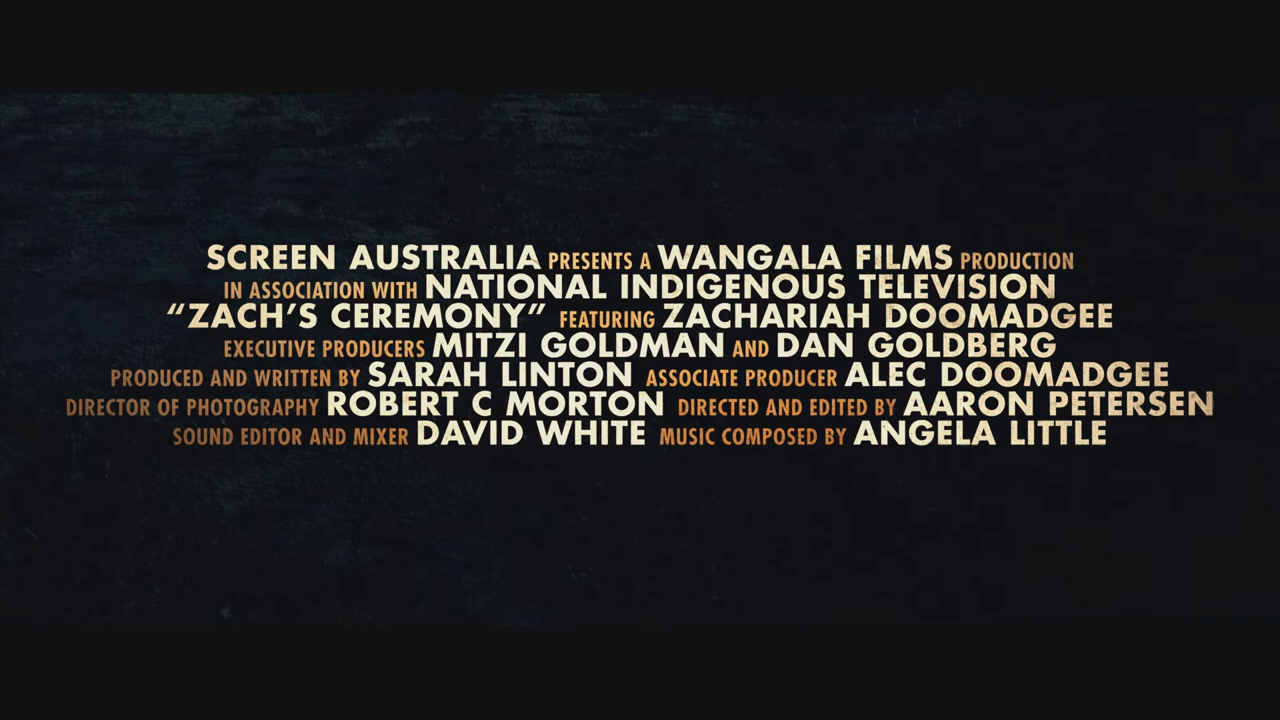 SCREEN AUSTRALIA PRESENTS A WANGALA FILMS PRODUCTION
IN ASSOCIATION WITH NATIONAL INDIGENOUS TELEVISION
“ZACH’S CEREMONY” FEATURING ZACHARIAH DOOMADGEE
EXECUTIVE PRODUCERS MITZI GOLDMAN AND DAN GOLDBERG
PRODUCED AND WRITTEN BY SARAH LINTON ASSOCIATE PRODUCER ALEC DOOMADGEE
DIRECTOR OF PHOTOGRAPHY ROBERT C MORTON DIRECTED AND EDITED BY AARON PETERSEN
SOUND EDITOR AND MIXER DAVID WHITE MUSIC COMPOSED BY ANGELA LITTLE